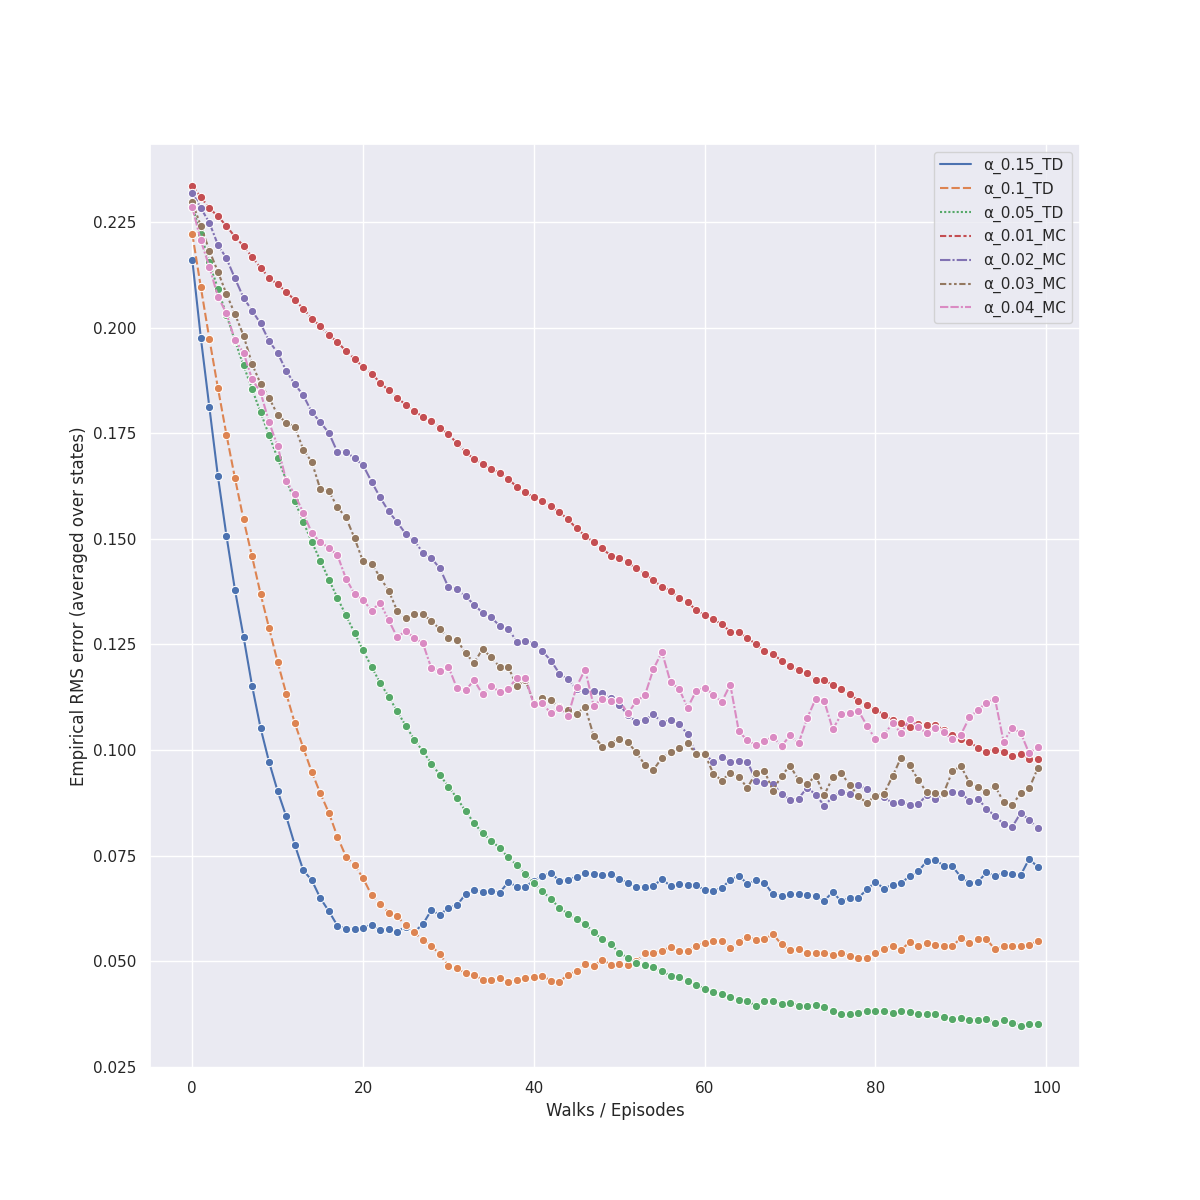 α_0.15_TD
α_0.1_TD
α_0.05_TD
α_0.01_MC
α_0.02_MC
α_0.03_MC
α_0.04_MC
0.225
0.200
0.175
0.150
0.125
0.100
0.075
0.050
0.025
Empirical RMS error (averaged over states)
0 20 40 60 80 100
Walks / Episodes